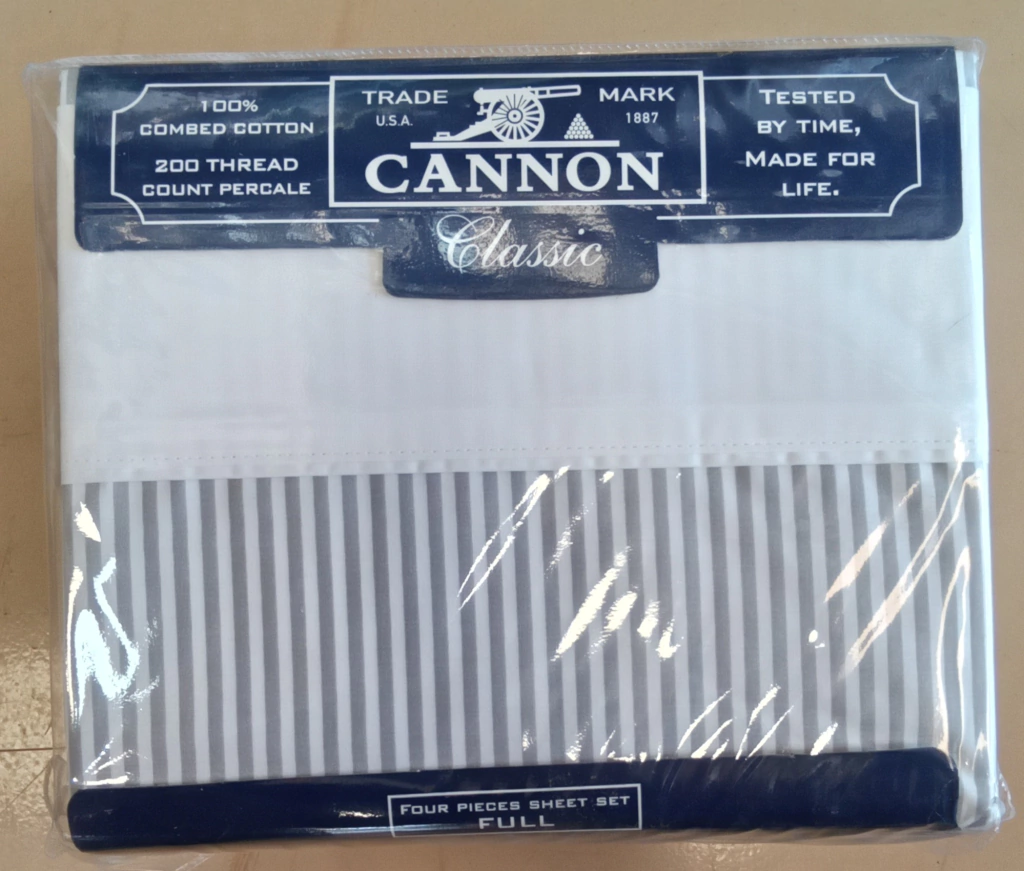 100%
COMBED COTTON
200 THREAD
COUNT PERCALE
TRADE MARK
U.S.A. 1887
CANNON
Classic
TESTED
BY TIME,
MADE FOR
LIFE.
FOUR PIECES SHEET SET
FULL